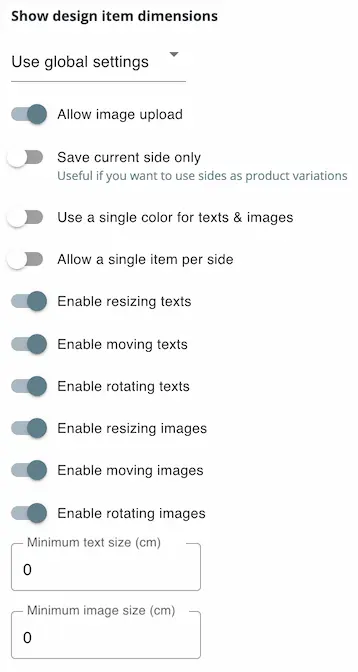 Show design item dimensions
Use global settings
Allow image upload
Save current side only
Useful if you want to use sides as product variations
Use a single color for texts & images
Allow a single item per side
Enable resizing texts
Enable moving texts
Enable rotating texts
Enable resizing images
Enable moving images
Enable rotating images
Minimum text size (cm)
0
Minimum image size (cm)
0